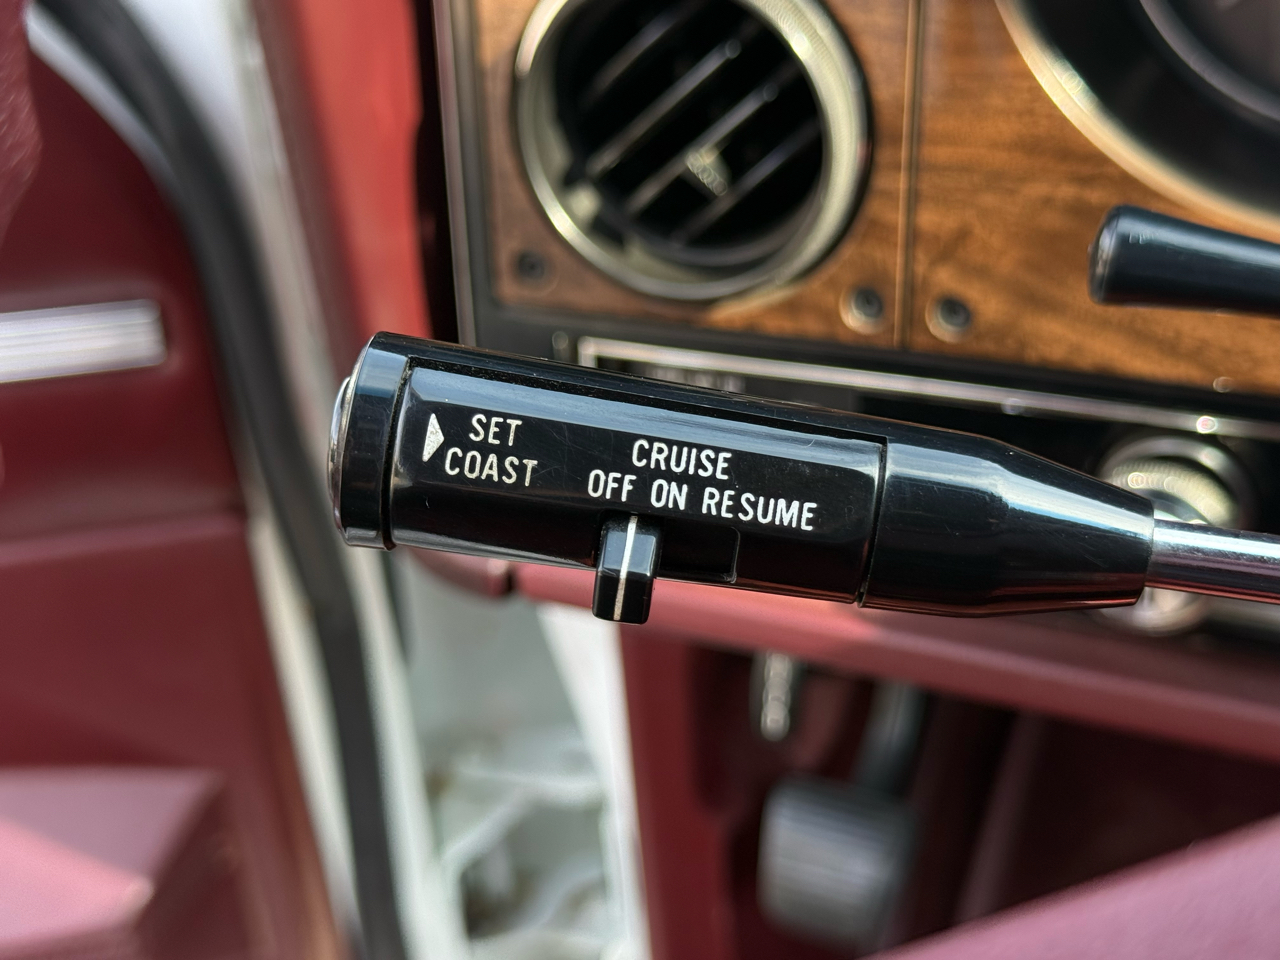 SET
COAST
CRUISE
OFF ON RESUME